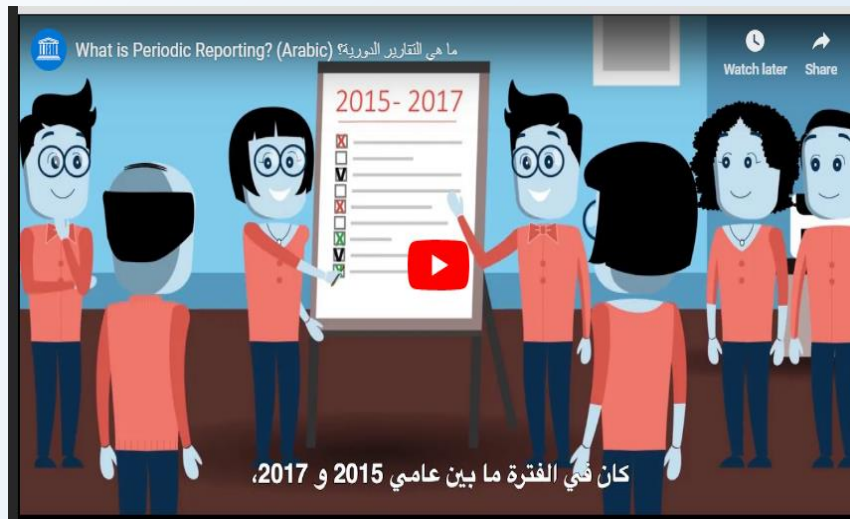 What is Periodic Reporting? (Arabic) ما هي التقارير الدورية؟
Watch later
Share
2015- 2017
كان في الفترة ما بين عامي 2015 و 2017،